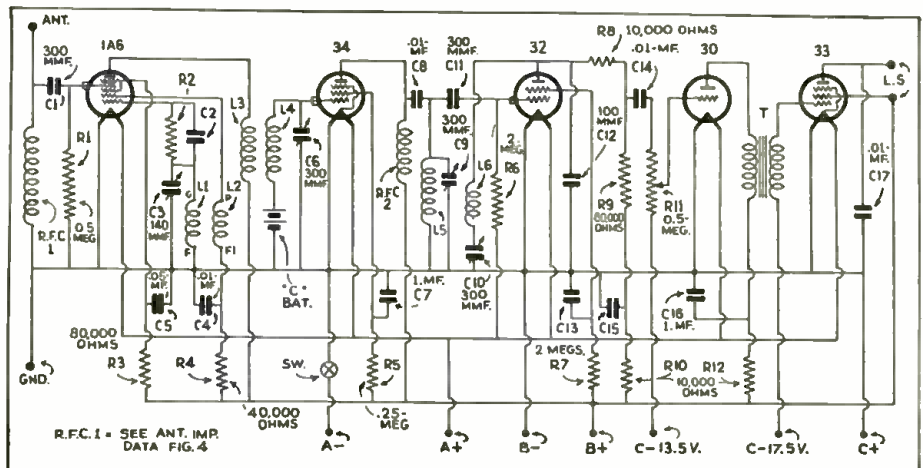 ANT.
1A6
34
32
R8
10,000 OHMS
30
33
300
MMF.
C1
R1
R2
C2
L3
L4
.01-
MF.
C8
300
MMF.
C11
.01-MF.
C14
L.S
C6
300
MMF.
300
MMF.
C9
2
MEG.
100
MMF
C12
T
.01-
MF.
C17
C3
140
MMF
L1
L2
P
G
F
F1
R.F.C.
2
L6
R6
L5
R9
80,000
OHMS
R11
0.5-
MEG.
R.F.C.
1
0.5
MEG
"C"
BAT.
1. MF.
C7
C10
300
MMF.
.01-
MF.
C4
C5
C13
C15
C16
1. MF.
80,000
OHMS
R3
R4
SW.
R5
2 MEGS.
R7
R10
R12
10,000
OHMS
GND.
40,000
OHMS
.25-
MEG
R.F.C.1 = SEE ANT. IMP.
DATA FIG. 4
A-
A+
B-
B+
C-13.5V.
C-17.5V.
C+